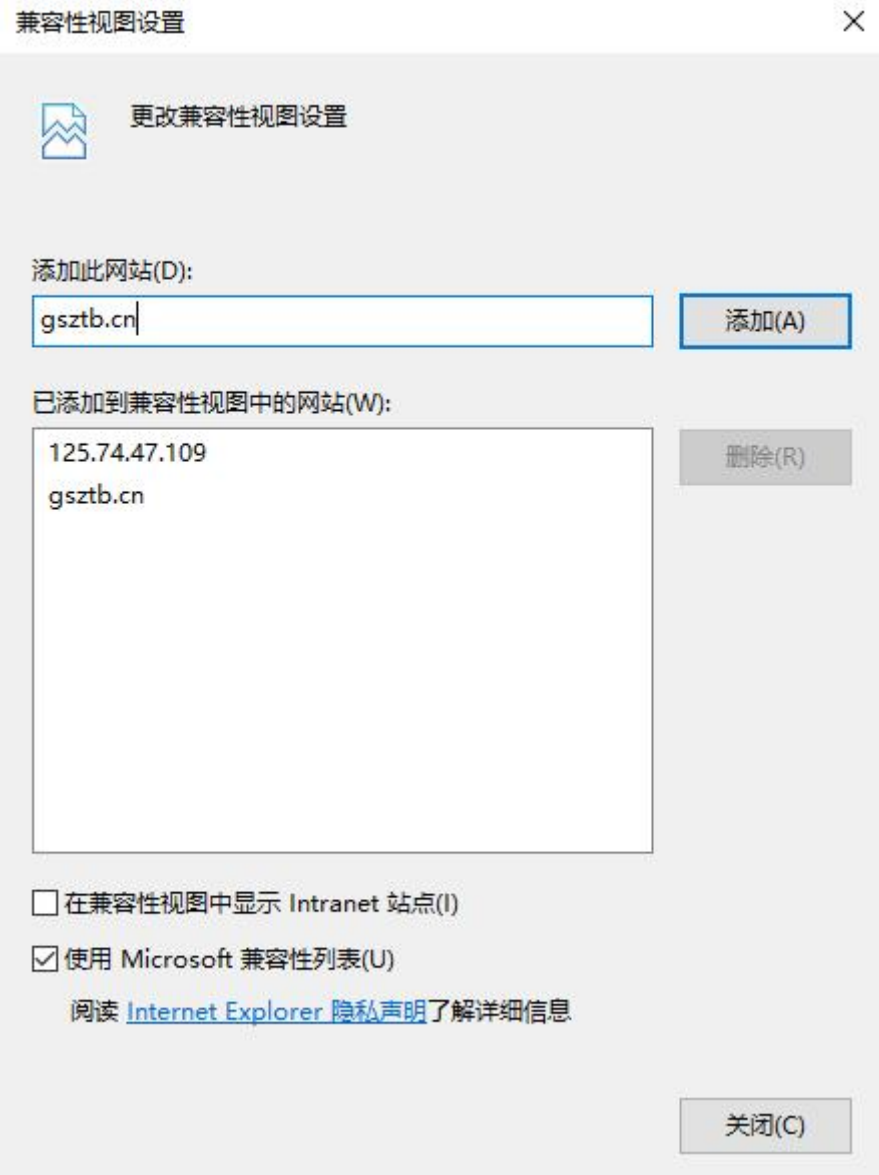 兼容性视图设置
更改兼容性视图设置
添加此网站(D):
gsztb.cn
添加(A)
已添加到兼容性视图中的网站(W):
125.74.47.109
gsztb.cn
删除(R)
在兼容性视图中显示 Intranet 站点(I)
使用 Microsoft 兼容性列表(U)
阅读 Internet Explorer 隐私声明了解详细信息
关闭(C)